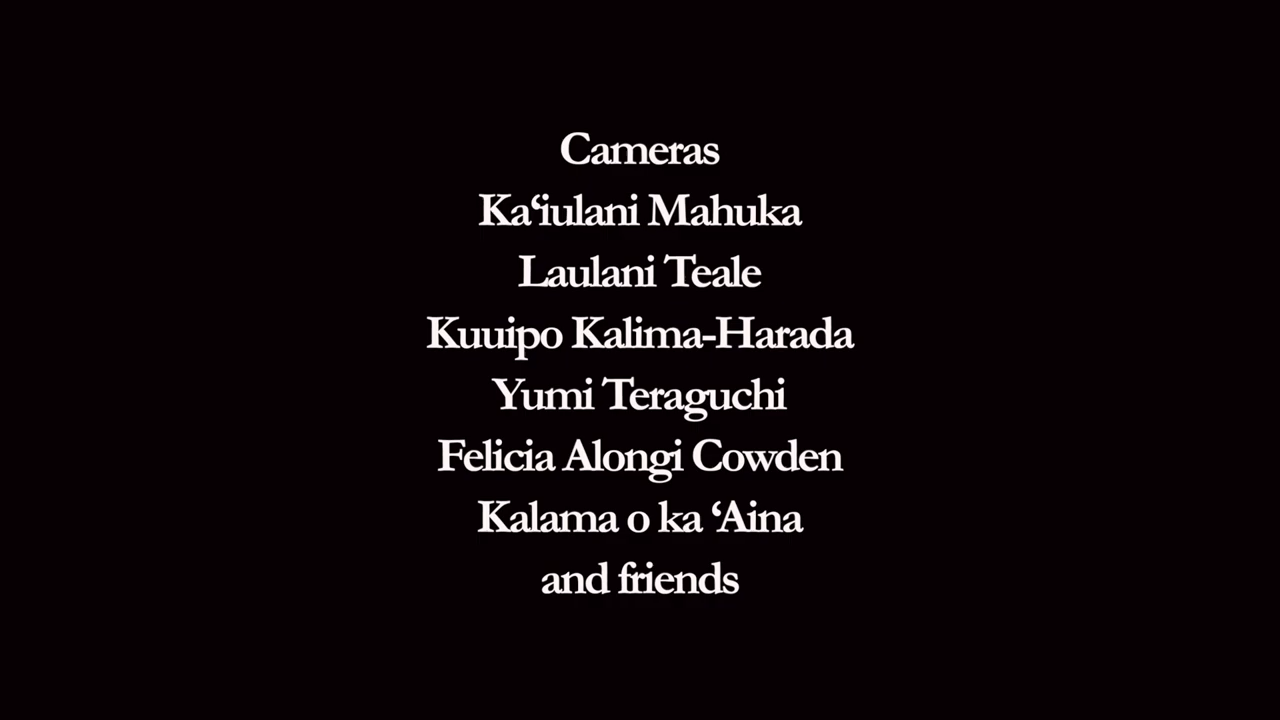 Cameras
Ka‘iulani Mahuka
Laulani Teale
Kuuipo Kalima-Harada
Yumi Teraguchi
Felicia Alongi Cowden
Kalama o ka ‘Aina
and friends